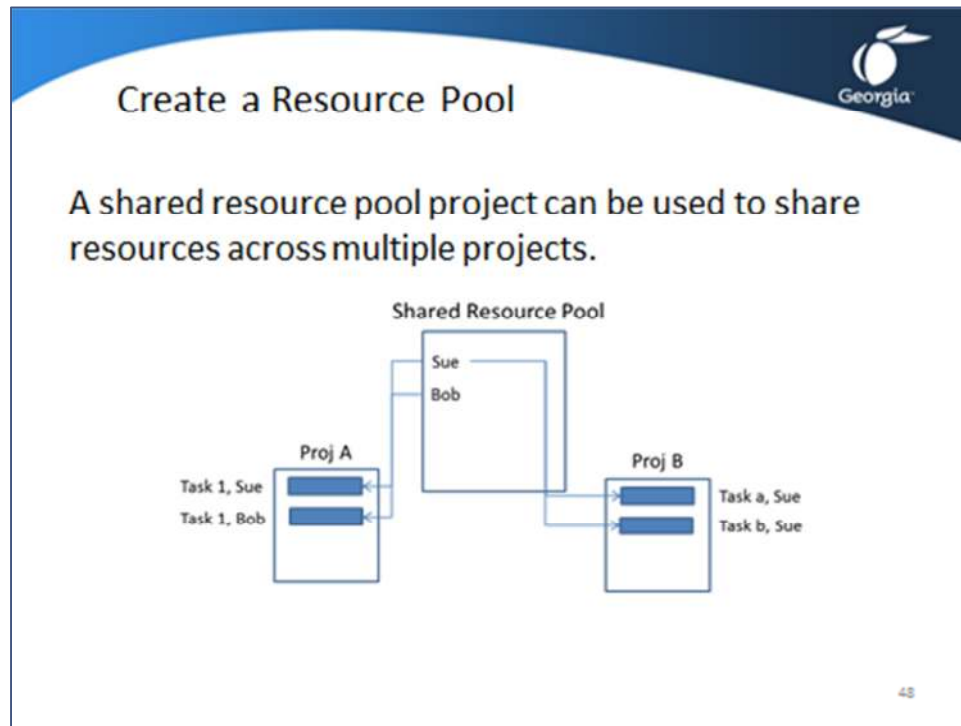 Georgia
Create a Resource Pool
A shared resource pool project can be used to share
resources across multiple projects.
Shared Resource Pool
Sue
Bob
Proj A
Task 1, Sue
Task 1, Bob
Proj B
Task a, Sue
Task b, Sue
48